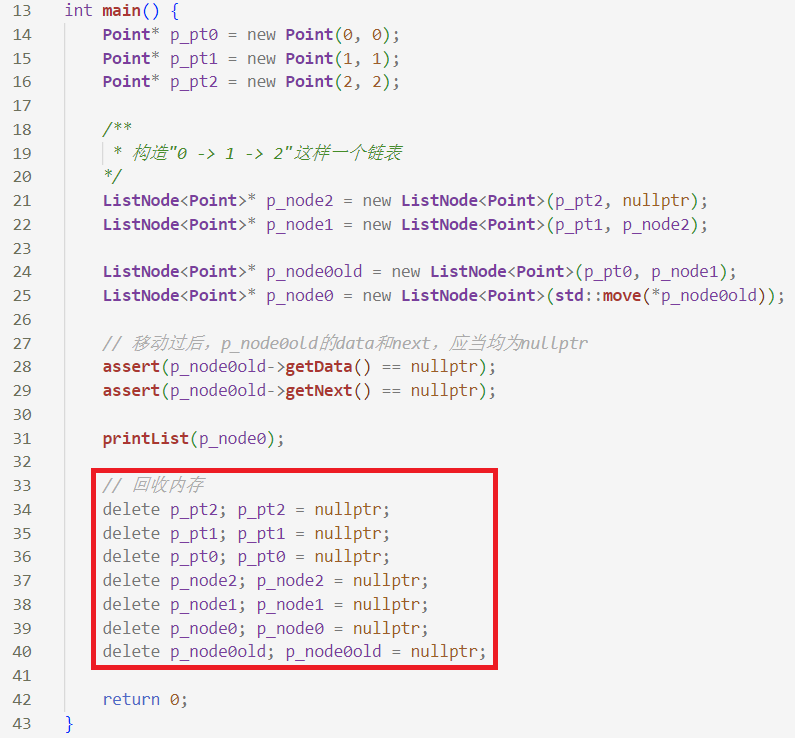 13 int main() {
14 Point* p_pt0 = new Point(0, 0);
15 Point* p_pt1 = new Point(1, 1);
16 Point* p_pt2 = new Point(2, 2);
17
18 /**
19 * 构造"0 -> 1 -> 2"这样一个链表
20 */
21 ListNode<Point>* p_node2 = new ListNode<Point>(p_pt2, nullptr);
22 ListNode<Point>* p_node1 = new ListNode<Point>(p_pt1, p_node2);
23
24 ListNode<Point>* p_node0old = new ListNode<Point>(p_pt0, p_node1);
25 ListNode<Point>* p_node0 = new ListNode<Point>(std::move(*p_node0old));
26
27 // 移动过后，p_node0old的data和next，应当均为nullptr
28 assert(p_node0old->getData() == nullptr);
29 assert(p_node0old->getNext() == nullptr);
30
31 printList(p_node0);
32
33 // 回收内存
34 delete p_pt2; p_pt2 = nullptr;
35 delete p_pt1; p_pt1 = nullptr;
36 delete p_pt0; p_pt0 = nullptr;
37 delete p_node2; p_node2 = nullptr;
38 delete p_node1; p_node1 = nullptr;
39 delete p_node0; p_node0 = nullptr;
40 delete p_node0old; p_node0old = nullptr;
41
42 return 0;
43 }